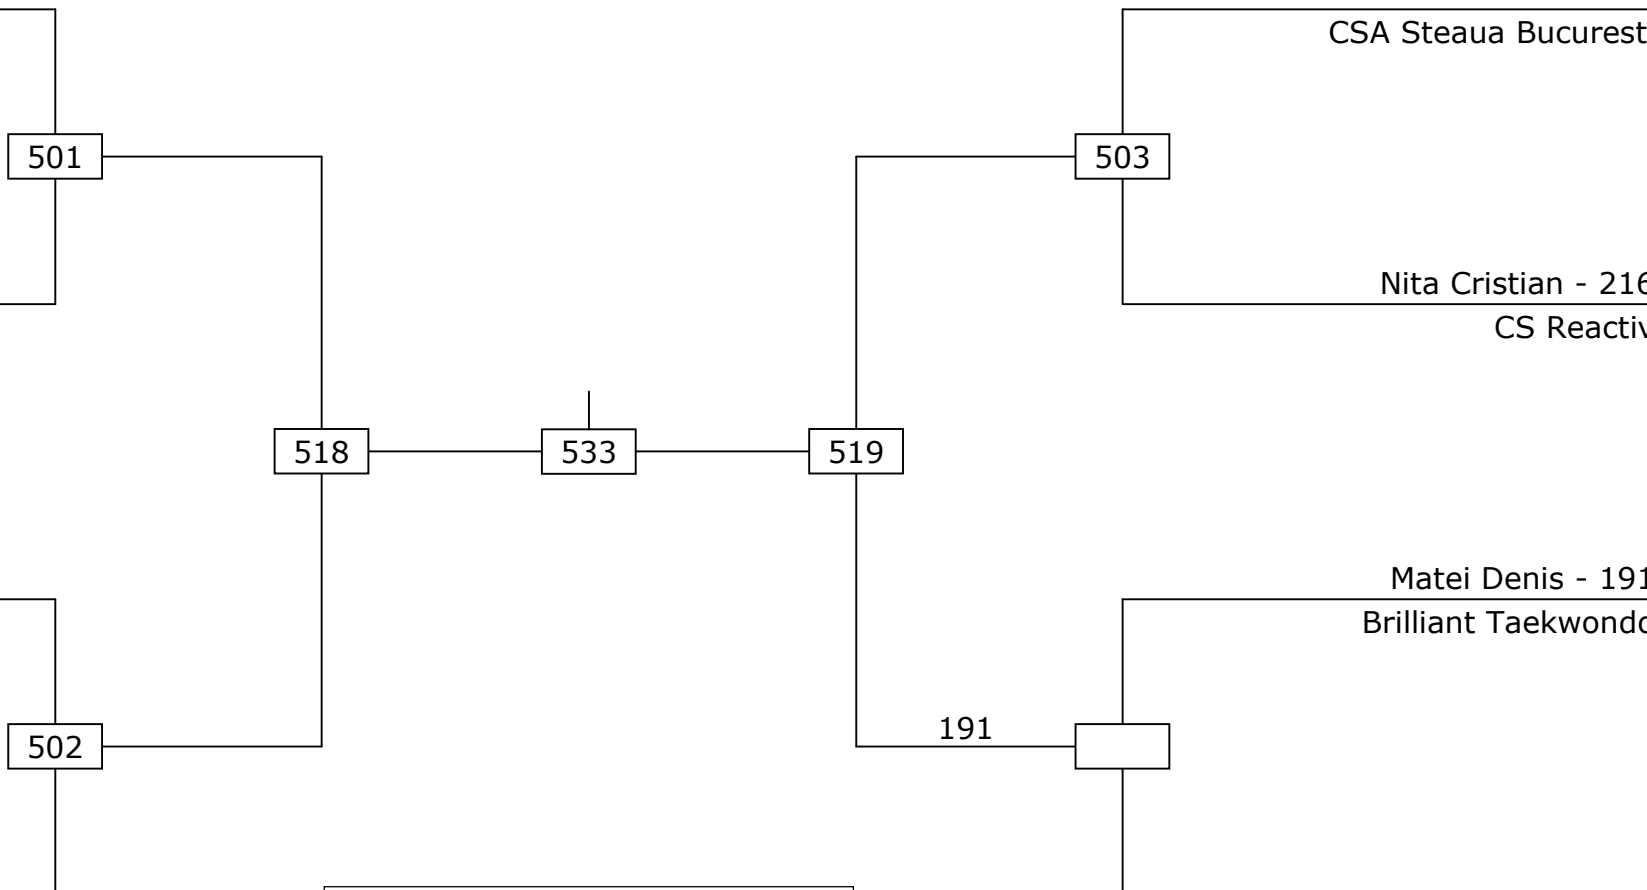 CSA Steaua Bucurest
501
503
Nita Cristian - 216
CS Reactiv
518
533
519
Matei Denis - 191
Brilliant Taekwondo
191
502